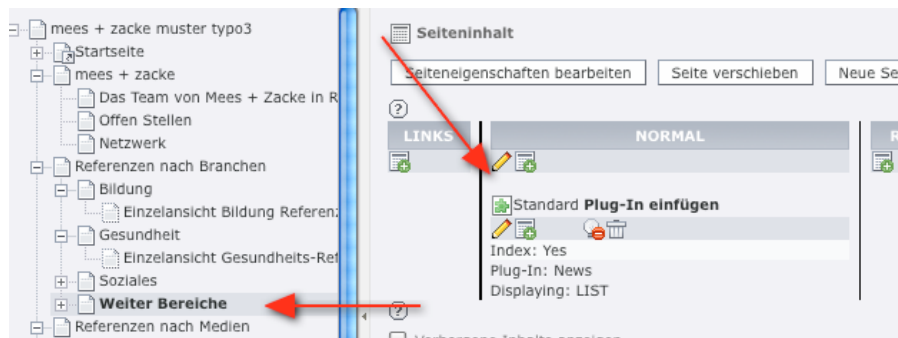 mees + zacke muster typo3
Startseite
mees + zacke
Das Team von Mees + Zacke in R
Offen Stellen
Netzwerk
Referenzen nach Branchen
Bildung
Einzelansicht Bildung Referenz
Gesundheit
Einzelansicht Gesundheits-Ref
Soziales
Weiter Bereiche
Referenzen nach Medien
Seiteninhalt
Seiteneigenschaften bearbeiten Seite verschieben Neue Se
?
LINKS NORMAL R
Standard Plug-In einfügen
Index: Yes
Plug-In: News
Displaying: LIST
?